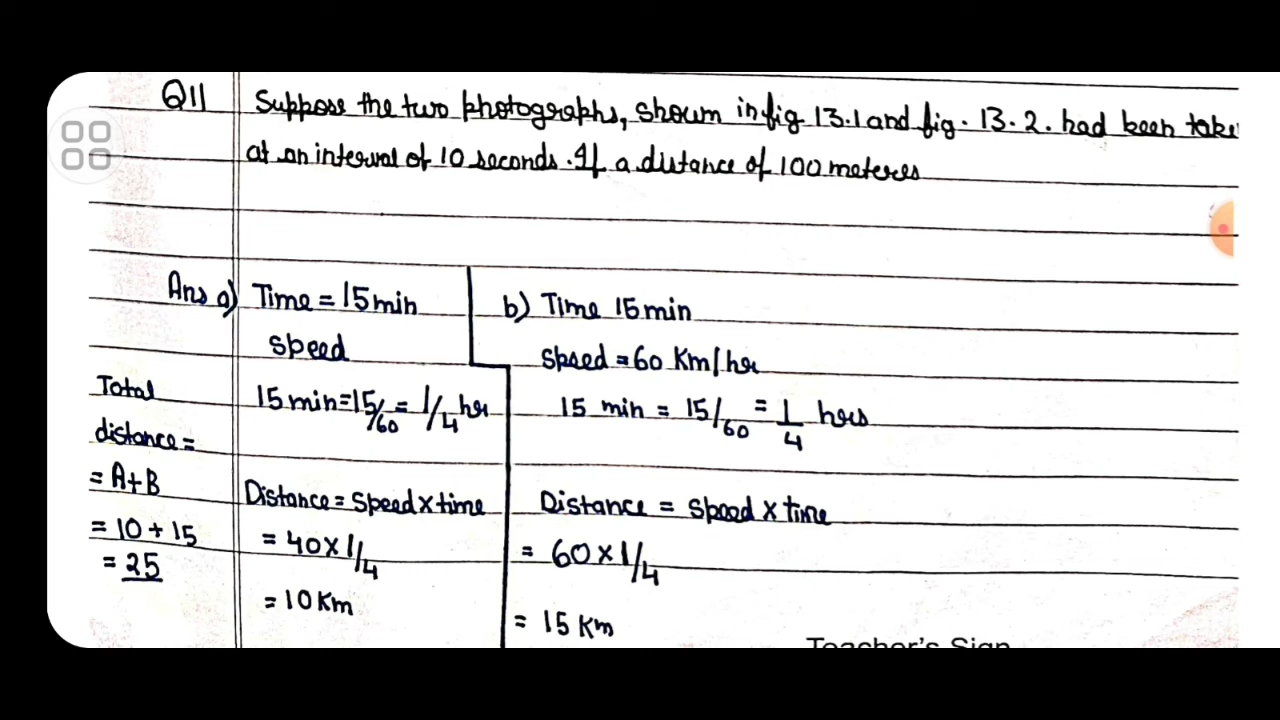 Q11 Suppose the two photographs, shown in fig 13.1 and fig. 13.2. had been take
at an interval of 10 seconds. If a distance of 100 meteres
Ans a) Time = 15 min
speed
15 min = 15/60 = 1/4 hr
Distance = speed x time
= 40 x 1/4
= 10 Km
b) Time 15 min
speed = 60 Km/hr
15 min = 15/60 = 1/4 hrs
Distance = speed x time
= 60 x 1/4
= 15 Km
Total
distance =
= A+B
= 10 + 15
= 25
Teacher's Sign